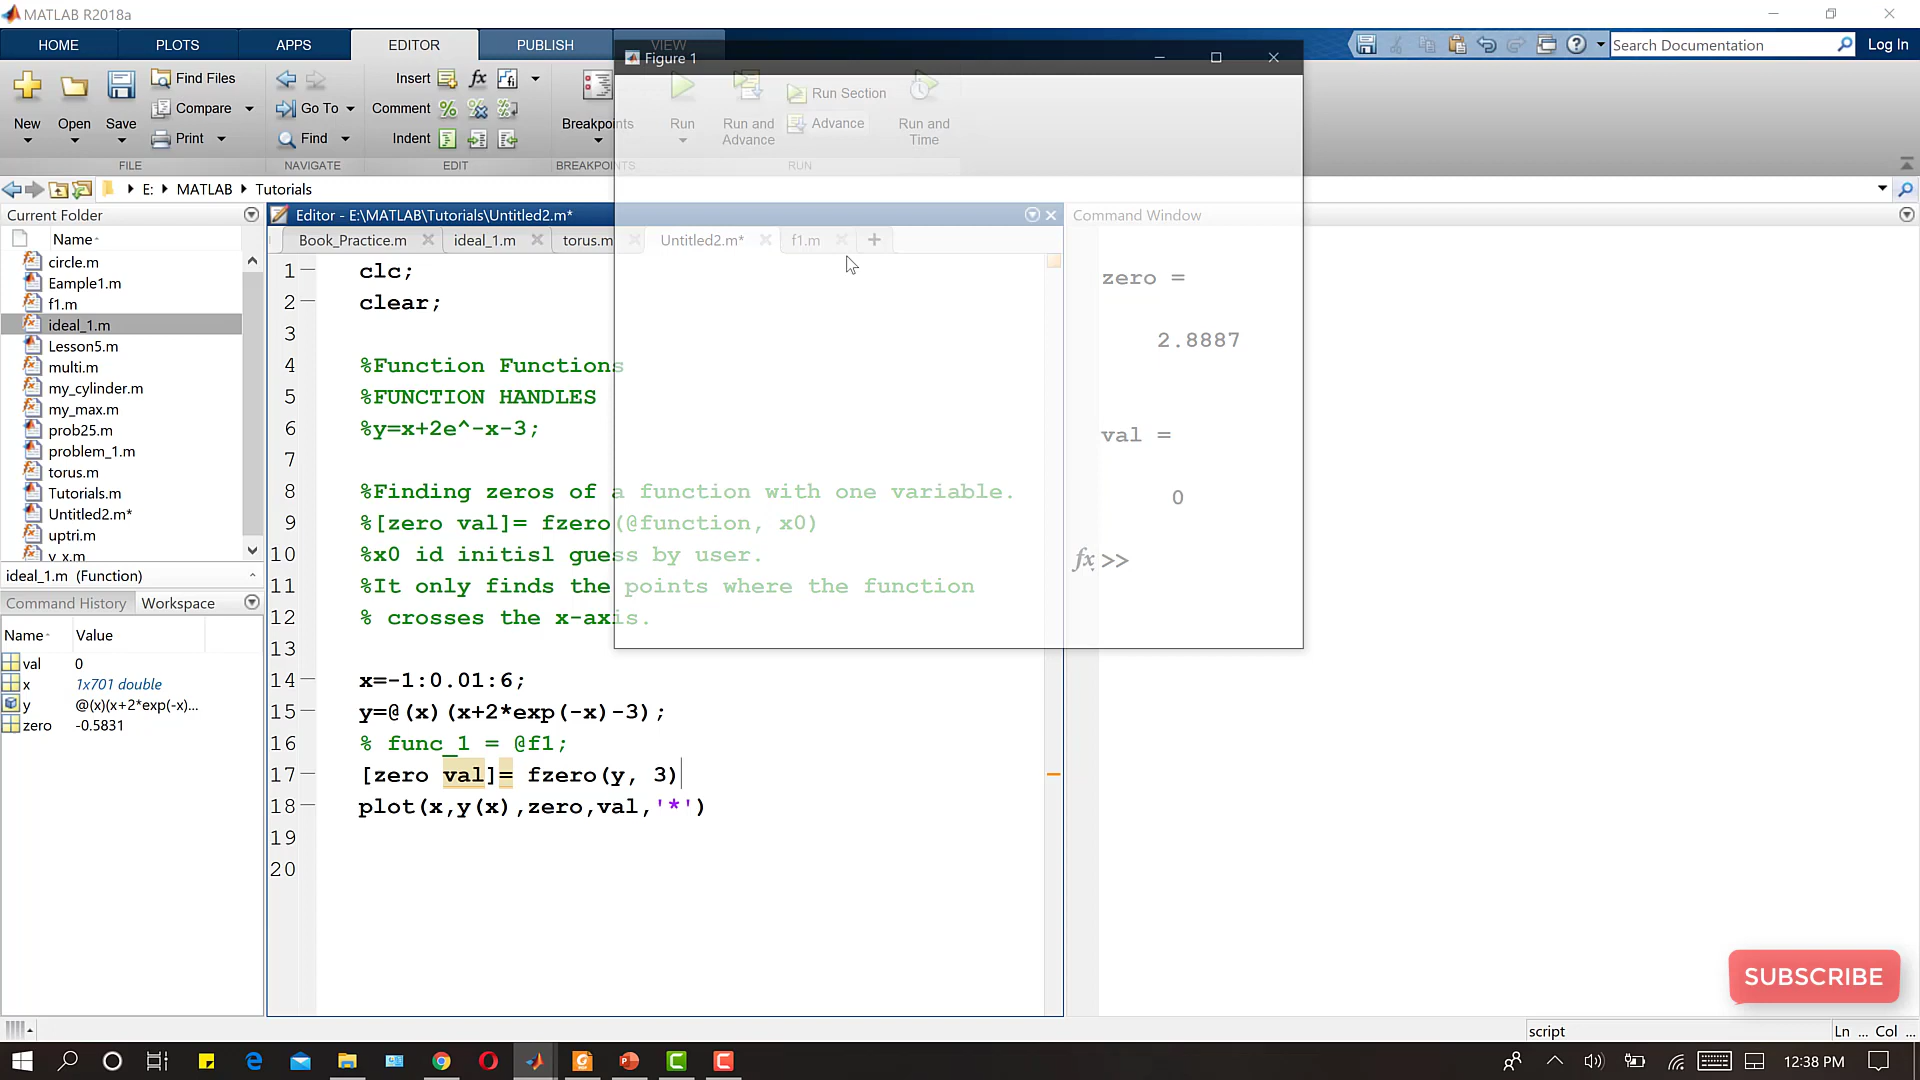 MATLAB R2018a
HOME
PLOTS
APPS
EDITOR
PUBLISH
VIEW
Search Documentation
Log In
Figure 1
New
Open
Save
Find Files
Compare
Print
Insert
fx
Go To
Comment
Find
Indent
Breakpoints
Run
Run and Advance
Run Section
Advance
Run and Time
FILE
NAVIGATE
EDIT
BREAKPOINTS
RUN
E:
MATLAB
Tutorials
Current Folder
Name
circle.m
Eample1.m
f1.m
ideal_1.m
Lesson5.m
multi.m
my_cylinder.m
my_max.m
prob25.m
problem_1.m
torus.m
Tutorials.m
Untitled2.m*
uptri.m
ideal_1.m (Function)
Command History
Workspace
Name
Value
val 0
x 1x701 double
y @(x)(x+2*exp(-x)...
zero -0.5831
Editor - E:\MATLAB\Tutorials\Untitled2.m*
Book_Practice.m
ideal_1.m
torus.m
Untitled2.m*
f1.m
1 clc;
2 clear;
3
4 %Function Functions
5 %FUNCTION HANDLES
6 %y=x+2e^-x-3;
7
8 %Finding zeros of a function with one variable.
9 %[zero val]= fzero(@function, x0)
10 %x0 id initisl guess by user.
11 %It only finds the points where the function
12 % crosses the x-axis.
13
14 x=-1:0.01:6;
15 y=@(x)(x+2*exp(-x)-3);
16 % func_1 = @f1;
17 [zero val]= fzero(y, 3)
18 plot(x,y(x),zero,val,'*')
19
20
Command Window
zero =
2.8887
val =
0
fx >>
SUBSCRIBE
script
Ln ... Col ...
12:38 PM